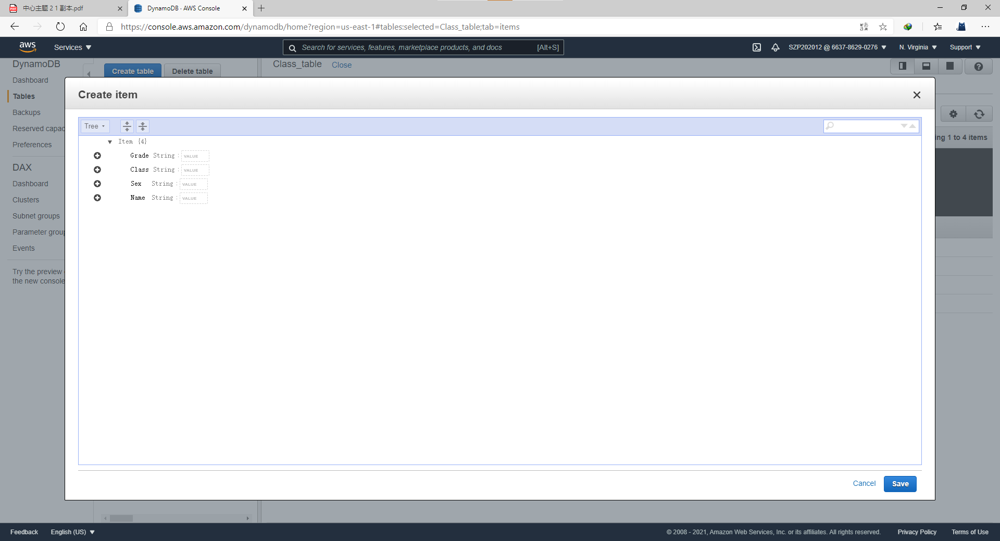 中心主题 2 1 副本.pdf
DynamoDB · AWS Console
https://console.aws.amazon.com/dynamodb/home?region=us-east-1#tables:selected=Class_table;tab=items
aws
Services
Search for services, features, marketplace products, and docs
[Alt+S]
SZP202012 @ 6637-8629-0276
N. Virginia
Support
DynamoDB
Dashboard
Tables
Backups
Reserved capac
Preferences
DAX
Dashboard
Clusters
Subnet groups
Parameter group
Events
Try the preview
the new console
Create table
Delete table
Class_table
Close
ing 1 to 4 items
Create item
Tree
Item {4}
Grade String : VALUE
Class String : VALUE
Sex String : VALUE
Name String : VALUE
Cancel
Save
Feedback
English (US)
© 2008 - 2021, Amazon Web Services, Inc. or its affiliates. All rights reserved.
Privacy Policy
Terms of Use